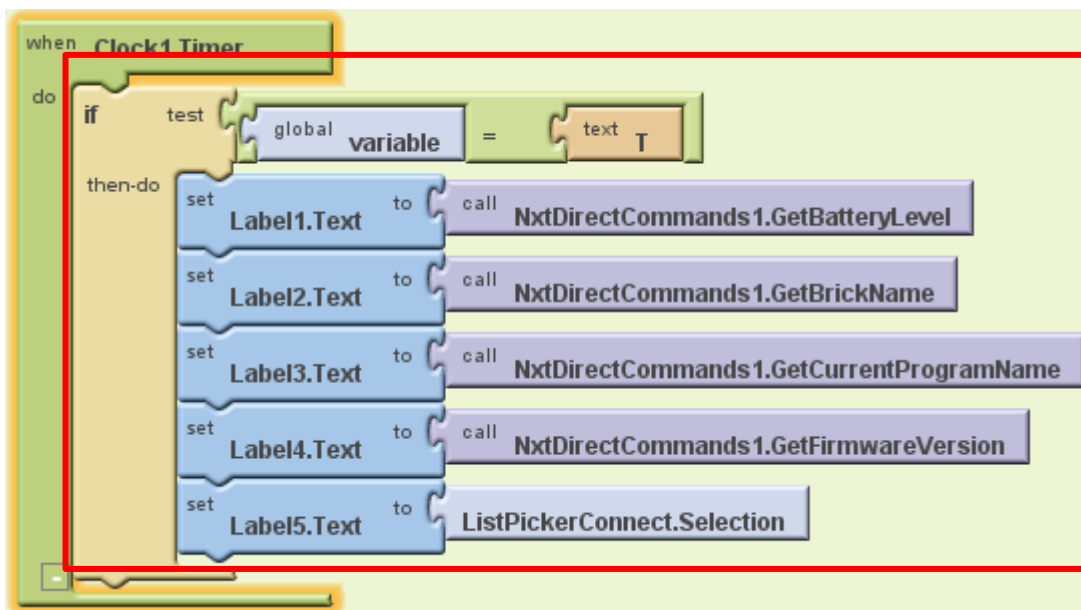 when Clock1.Timer
do
if test global variable = text T
then-do set Label1.Text to call NxtDirectCommands1.GetBatteryLevel
set Label2.Text to call NxtDirectCommands1.GetBrickName
set Label3.Text to call NxtDirectCommands1.GetCurrentProgramName
set Label4.Text to call NxtDirectCommands1.GetFirmwareVersion
set Label5.Text to ListPickerConnect.Selection
-